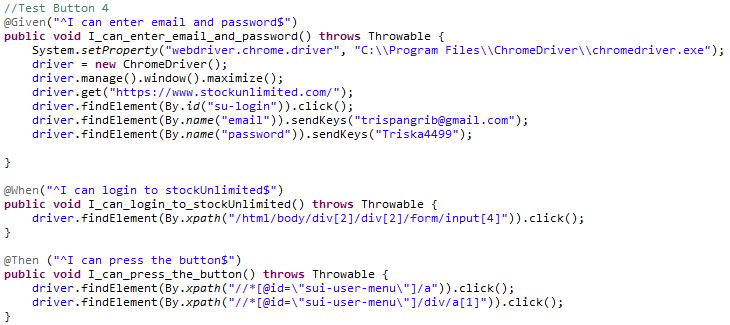 //Test Button 4
@Given("^I can enter email and password$")
public void I_can_enter_email_and_password() throws Throwable {
    System.setProperty("webdriver.chrome.driver", "C:\\Program Files\\ChromeDriver\\chromedriver.exe");
    driver = new ChromeDriver();
    driver.manage().window().maximize();
    driver.get("https://www.stockunlimited.com/");
    driver.findElement(By.id("su-login")).click();
    driver.findElement(By.name("email")).sendKeys("trispangrib@gmail.com");
    driver.findElement(By.name("password")).sendKeys("Triska4499");
}
@When("^I can login to stockUnlimited$")
public void I_can_login_to_stockUnlimited() throws Throwable {
    driver.findElement(By.xpath("/html/body/div[2]/div[2]/form/input[4]")).click();
}
@Then ("^I can press the button$")
public void I_can_press_the_button() throws Throwable {
    driver.findElement(By.xpath("//*[@id=\"sui-user-menu\"]/a")).click();
    driver.findElement(By.xpath("//*[@id=\"sui-user-menu\"]/div/a[1]")).click();
}